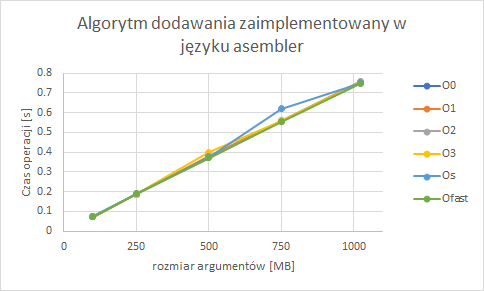 Algorytm dodawania zaimplementowany w
języku asembler
Czas operacji [s]
0.8
0.7
0.6
0.5
0.4
0.3
0.2
0.1
0
0 250 500 750 1000
rozmiar argumentów [MB]
O0
O1
O2
O3
Os
Ofast